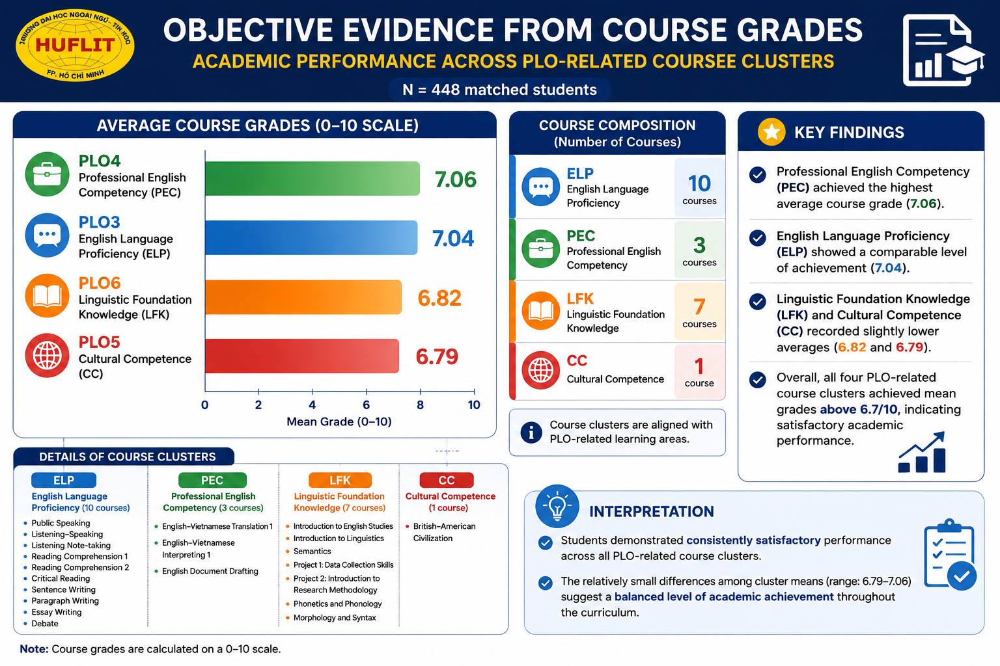 TRƯỜNG ĐẠI HỌC NGOẠI NGỮ - TIN HỌC
HUFLIT
TP. HỒ CHÍ MINH
OBJECTIVE EVIDENCE FROM COURSE GRADES
ACADEMIC PERFORMANCE ACROSS PLO-RELATED COURSEE CLUSTERS
N = 448 matched students
AVERAGE COURSE GRADES (0–10 SCALE)
PLO4
Professional English
Competency (PEC)
7.06
PLO3
English Language
Proficiency (ELP)
7.04
PLO6
Linguistic Foundation
Knowledge (LFK)
6.82
PLO5
Cultural Competence
(CC)
6.79
0 2 4 6 8 10
Mean Grade (0–10)
COURSE COMPOSITION
(Number of Courses)
ELP
English Language
Proficiency
10
courses
PEC
Professional English
Competency
3
courses
LFK
Linguistic Foundation
Knowledge
7
courses
CC
Cultural Competence
1
course
i
Course clusters are aligned with
PLO-related learning areas.
KEY FINDINGS
Professional English Competency
(PEC) achieved the highest
average course grade (7.06).
English Language Proficiency
(ELP) showed a comparable level
of achievement (7.04).
Linguistic Foundation Knowledge
(LFK) and Cultural Competence
(CC) recorded slightly lower
averages (6.82 and 6.79).
Overall, all four PLO-related
course clusters achieved mean
grades above 6.7/10, indicating
satisfactory academic
performance.
DETAILS OF COURSE CLUSTERS
ELP
English Language
Proficiency (10 courses)
• Public Speaking
• Listening–Speaking
• Listening Note-taking
• Reading Comprehension 1
• Reading Comprehension 2
• Critical Reading
• Sentence Writing
• Paragraph Writing
• Essay Writing
• Debate
PEC
Professional English
Competency (3 courses)
• English–Vietnamese Translation 1
• English–Vietnamese
Interpreting 1
• English Document Drafting
LFK
Linguistic Foundation
Knowledge (7 courses)
• Introduction to English Studies
• Introduction to Linguistics
• Semantics
• Project 1: Data Collection Skills
• Project 2: Introduction to
Research Methodology
• Phonetics and Phonology
• Morphology and Syntax
CC
Cultural Competence
(1 course)
• British–American
Civilization
INTERPRETATION
Students demonstrated consistently satisfactory performance
across all PLO-related course clusters.
The relatively small differences among cluster means (range: 6.79–7.06)
suggest a balanced level of academic achievement throughout
the curriculum.
Note: Course grades are calculated on a 0–10 scale.